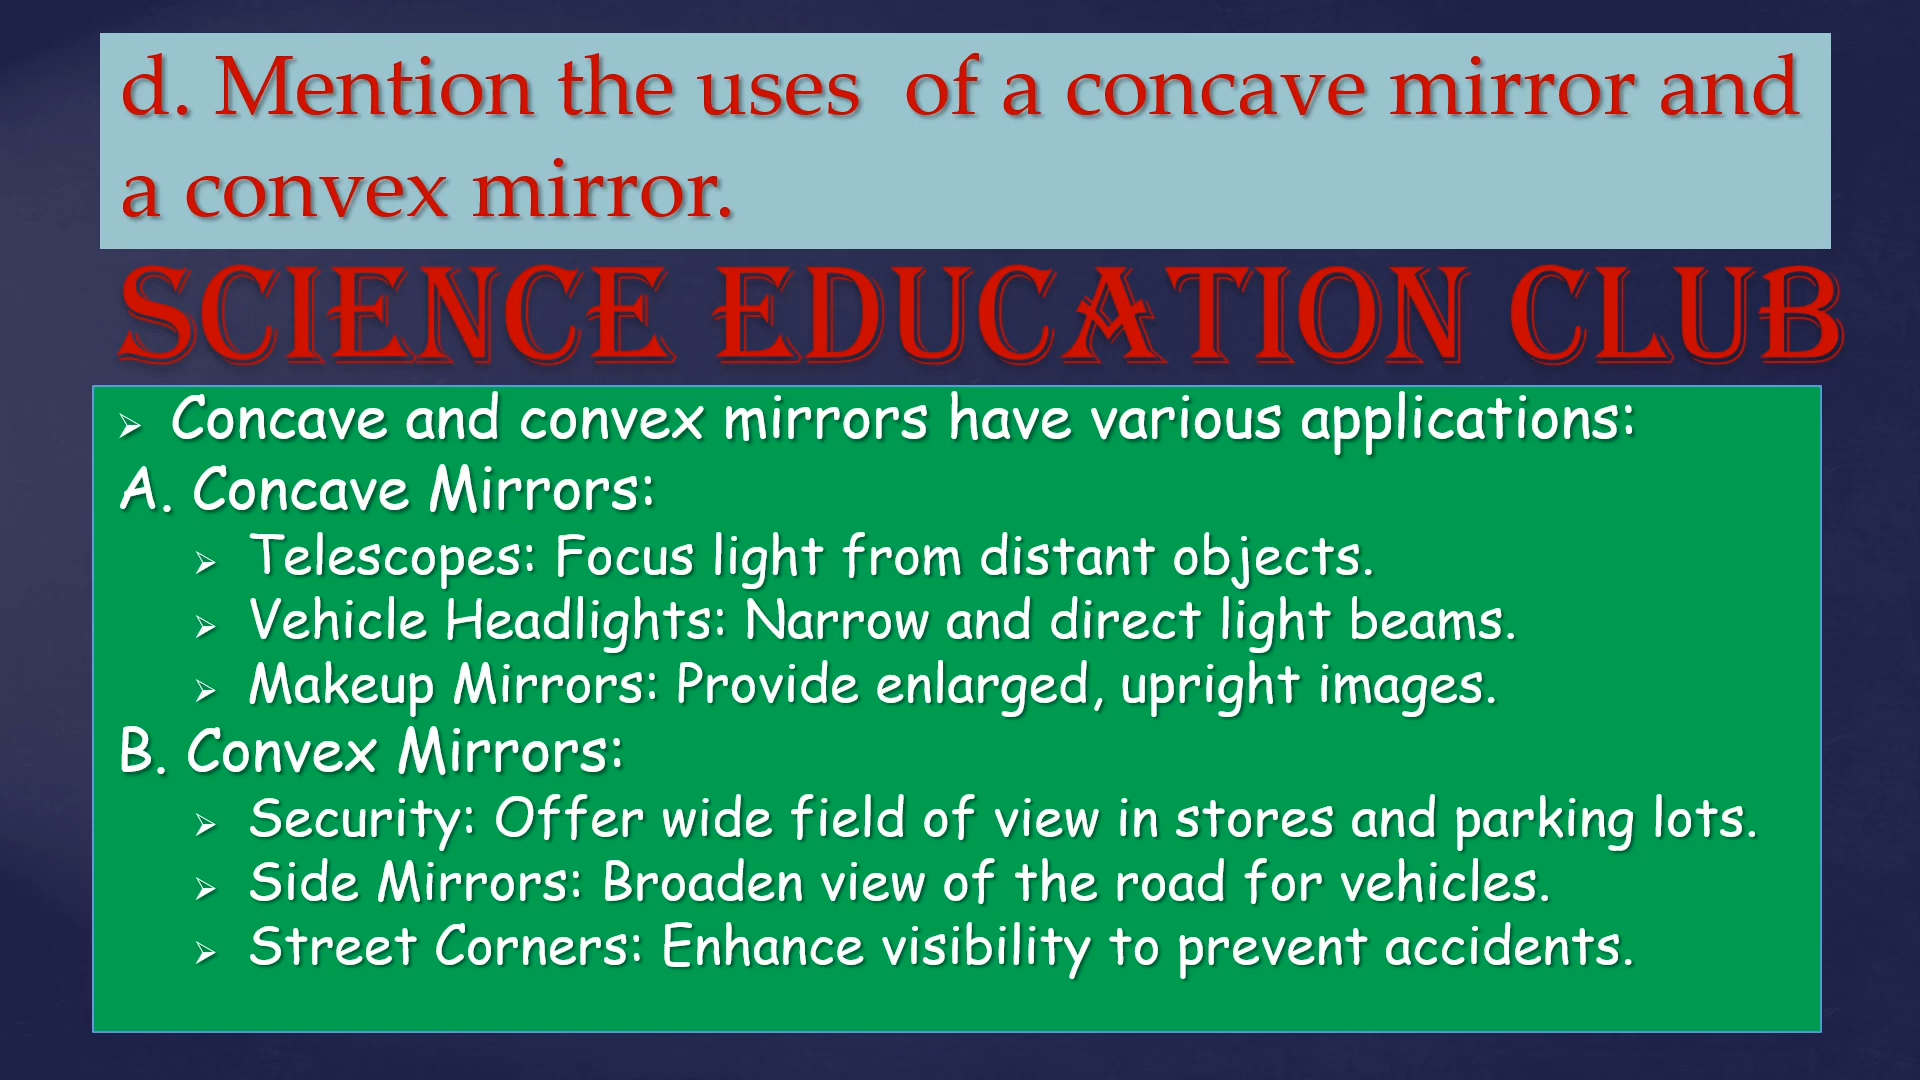 d. Mention the uses of a concave mirror and
a convex mirror.
SCIENCE EDUCATION CLUB
➢ Concave and convex mirrors have various applications:
A. Concave Mirrors:
➢ Telescopes: Focus light from distant objects.
➢ Vehicle Headlights: Narrow and direct light beams.
➢ Makeup Mirrors: Provide enlarged, upright images.
B. Convex Mirrors:
➢ Security: Offer wide field of view in stores and parking lots.
➢ Side Mirrors: Broaden view of the road for vehicles.
➢ Street Corners: Enhance visibility to prevent accidents.